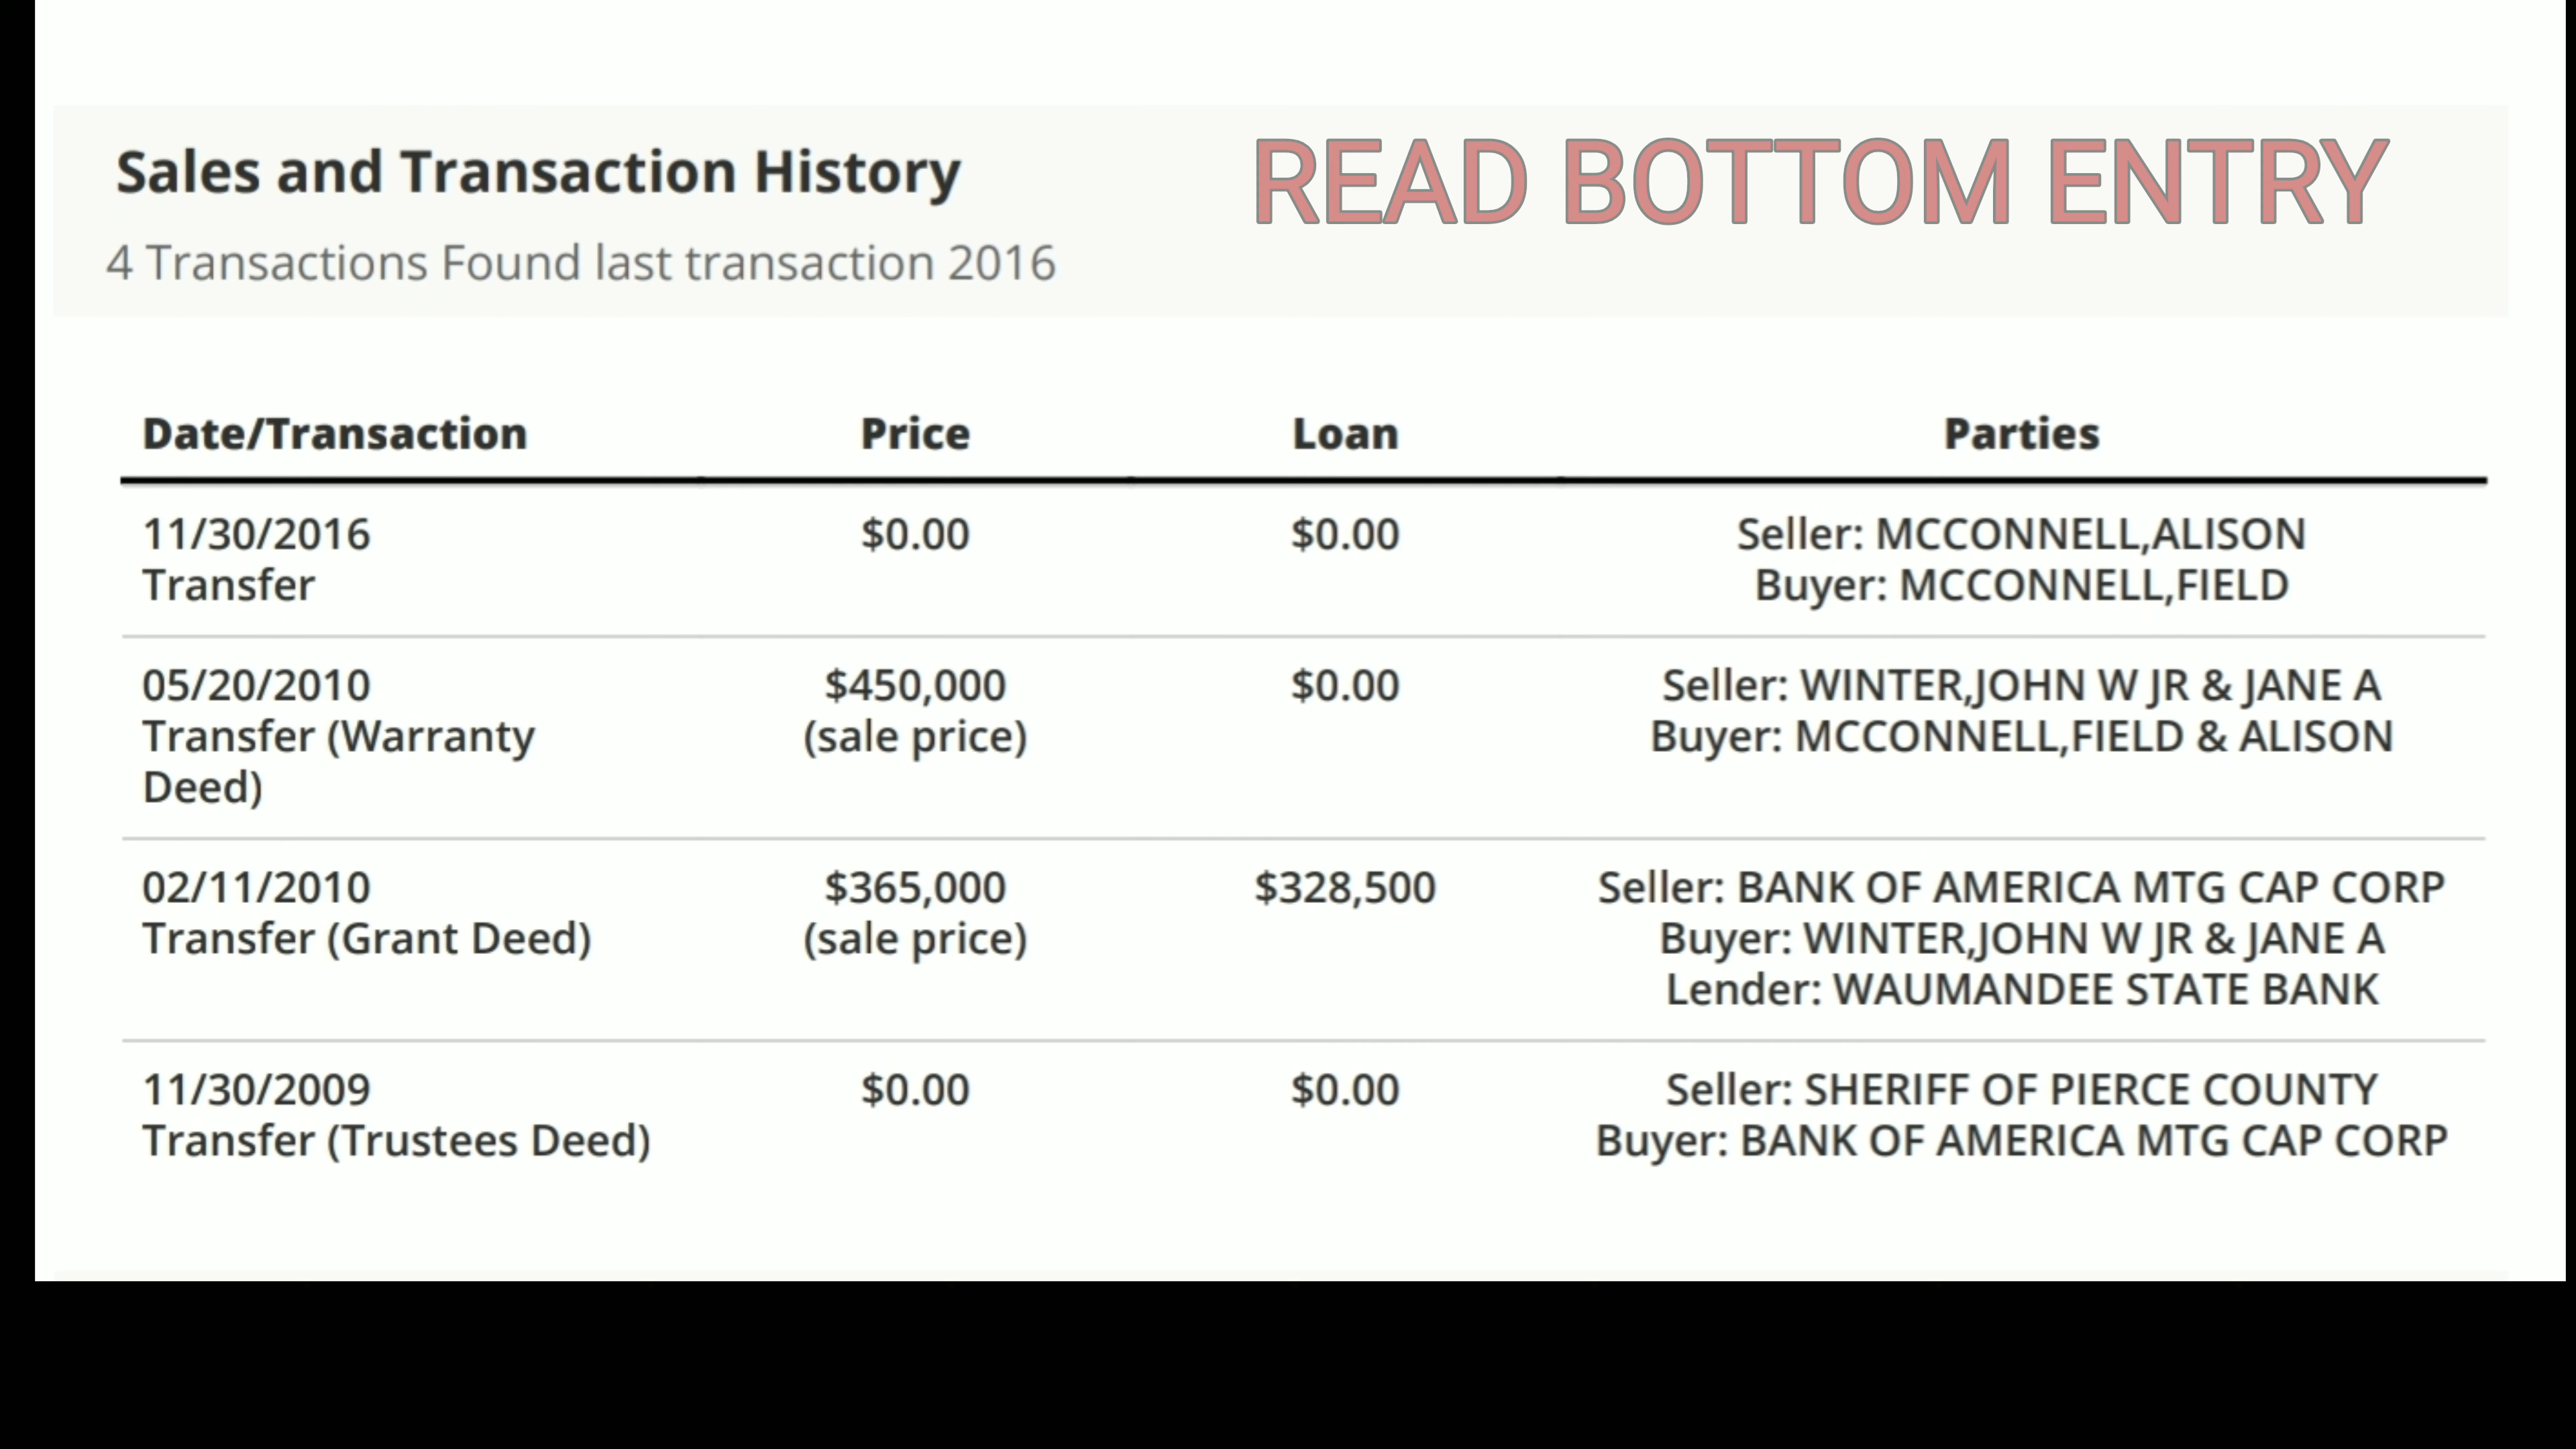 Sales and Transaction History
READ BOTTOM ENTRY
4 Transactions Found last transaction 2016
Date/Transaction Price Loan Parties
11/30/2016 $0.00 $0.00 Seller: MCCONNELL,ALISON
Transfer Buyer: MCCONNELL,FIELD
05/20/2010 $450,000 $0.00 Seller: WINTER,JOHN W JR & JANE A
Transfer (Warranty (sale price) Buyer: MCCONNELL,FIELD & ALISON
Deed)
02/11/2010 $365,000 $328,500 Seller: BANK OF AMERICA MTG CAP CORP
Transfer (Grant Deed) (sale price) Buyer: WINTER,JOHN W JR & JANE A
Lender: WAUMANDEE STATE BANK
11/30/2009 $0.00 $0.00 Seller: SHERIFF OF PIERCE COUNTY
Transfer (Trustees Deed) Buyer: BANK OF AMERICA MTG CAP CORP